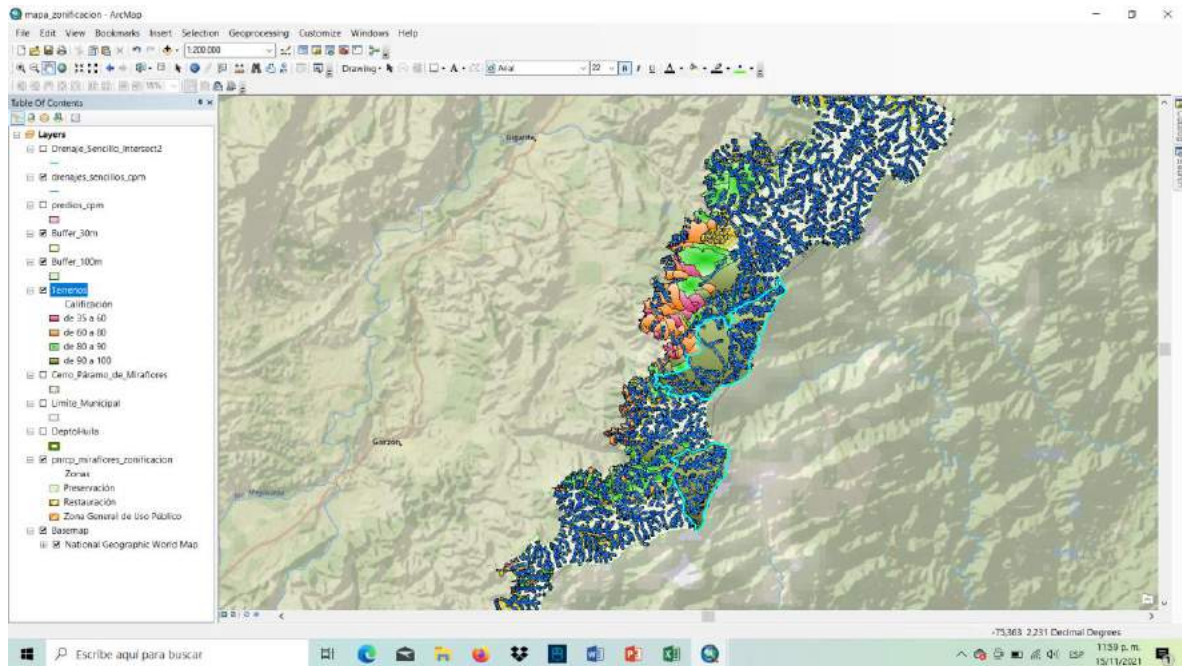 mapa_zonificacion - ArcMap
File Edit View Bookmarks Insert Selection Geoprocessing Customize Windows Help
1:200.000
Drawing
Arial
22
Table Of Contents
Layers
Drenaje_Sencillo_Intersect2
drenajes_sencillos_cpm
predios_cpm
Buffer_30m
Buffer_100m
Terrenos
Calificación
de 35 a 60
de 60 a 80
de 80 a 90
de 90 a 100
Cerro_Páramo_de_Miraflores
Limite_Municipal
DeptoHuila
pnrcp_miraflores_zonificacion
Zonas
Preservación
Restauración
Zona General de Uso Público
Basemap
National Geographic World Map
Gigante,
Garzón,
-75,363 2,231 Decimal Degrees
Escribe aquí para buscar
ESP
11:59 p. m.
15/11/2021